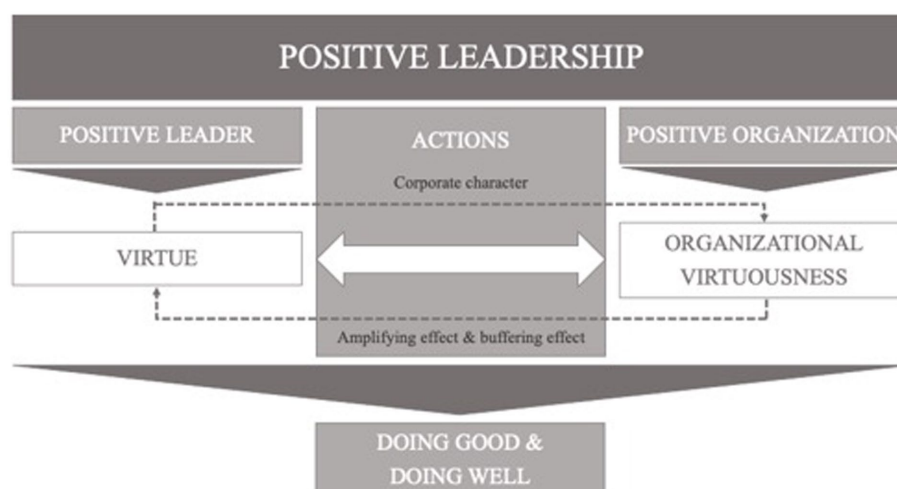 POSITIVE LEADERSHIP
POSITIVE LEADER
ACTIONS
POSITIVE ORGANIZATION
Corporate character
VIRTUE
ORGANIZATIONAL
VIRTUOUSNESS
Amplifying effect & buffering effect
DOING GOOD &
DOING WELL